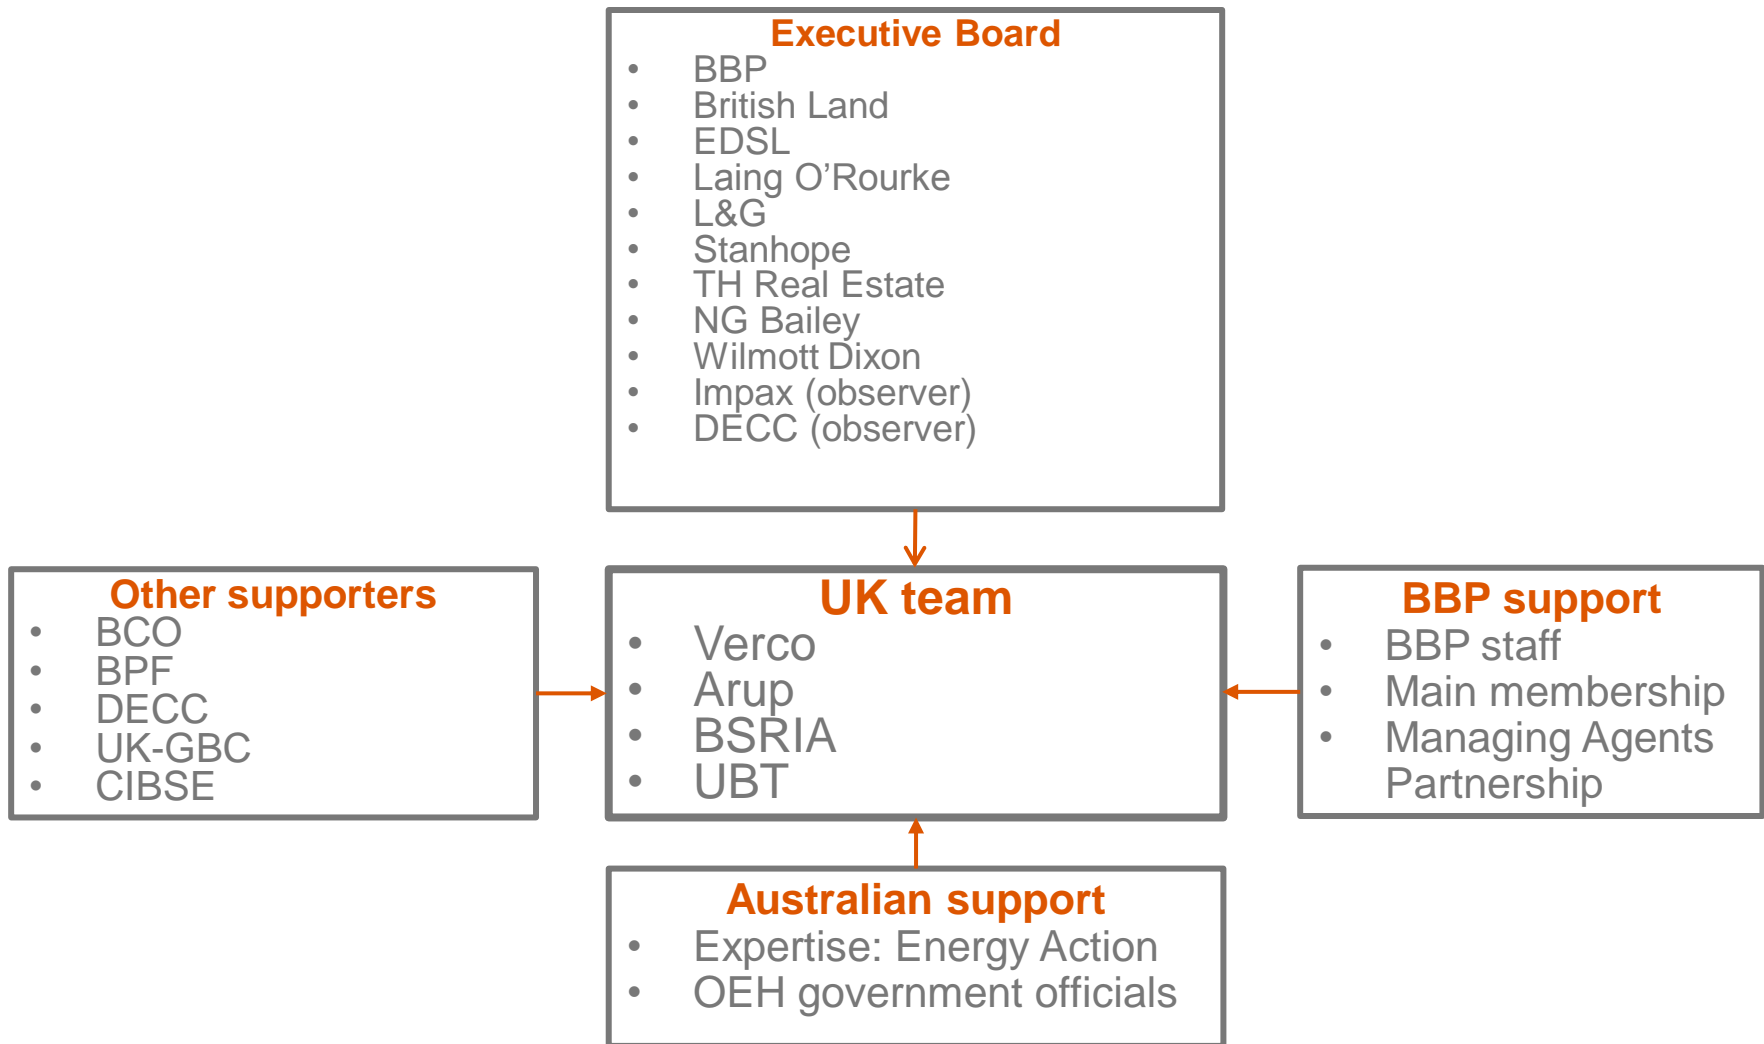 Executive Board
• BBP
• British Land
• EDSL
• Laing O’Rourke
• L&G
• Stanhope
• TH Real Estate
• NG Bailey
• Wilmott Dixon
• Impax (observer)
• DECC (observer)
Other supporters
• BCO
• BPF
• DECC
• UK-GBC
• CIBSE
UK team
• Verco
• Arup
• BSRIA
• UBT
BBP support
• BBP staff
• Main membership
• Managing Agents
Partnership
Australian support
• Expertise: Energy Action
• OEH government officials